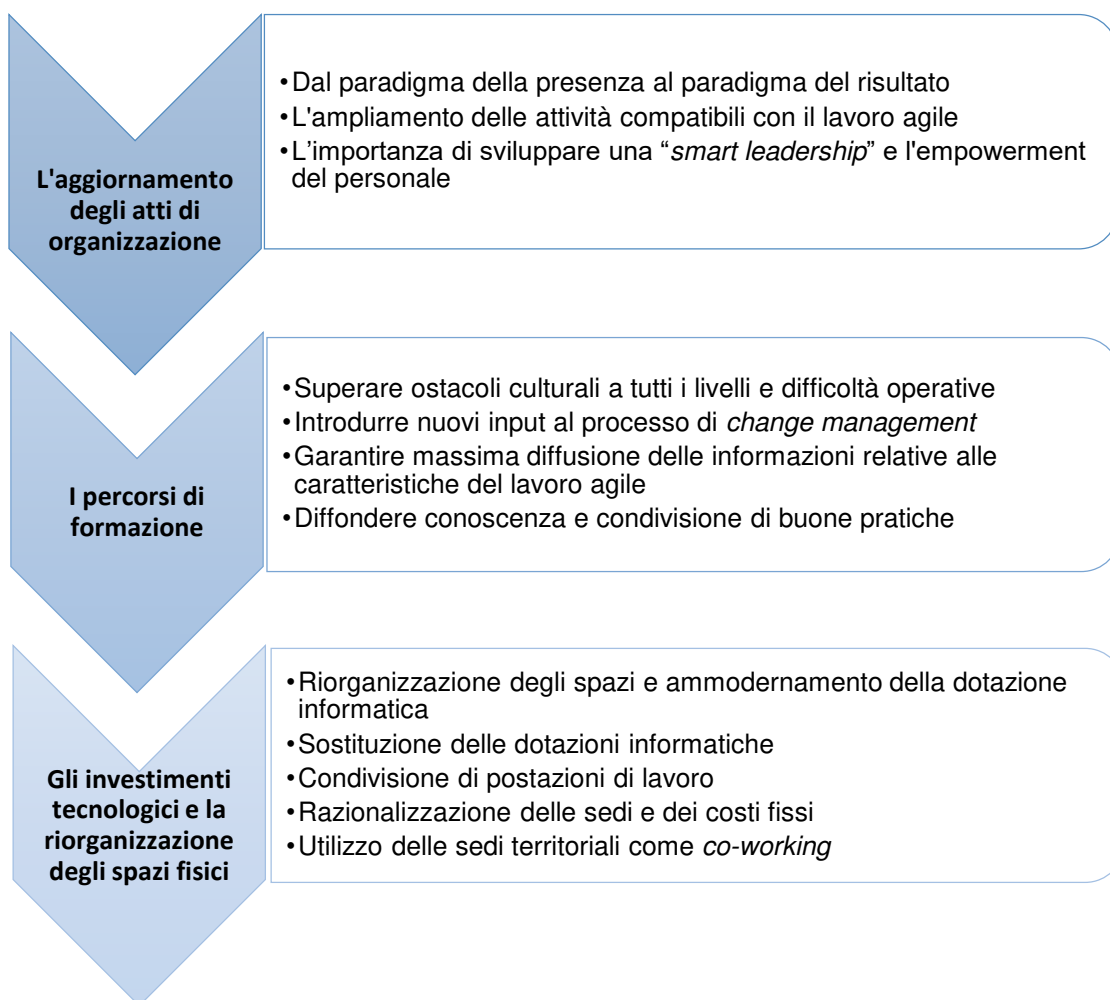 L'aggiornamento
degli atti di
organizzazione
•Dal paradigma della presenza al paradigma del risultato
•L'ampliamento delle attività compatibili con il lavoro agile
•L’importanza di sviluppare una “smart leadership” e l'empowerment
del personale
I percorsi di
formazione
•Superare ostacoli culturali a tutti i livelli e difficoltà operative
•Introdurre nuovi input al processo di change management
•Garantire massima diffusione delle informazioni relative alle
caratteristiche del lavoro agile
•Diffondere conoscenza e condivisione di buone pratiche
Gli investimenti
tecnologici e la
riorganizzazione
degli spazi fisici
•Riorganizzazione degli spazi e ammodernamento della dotazione
informatica
•Sostituzione delle dotazioni informatiche
•Condivisione di postazioni di lavoro
•Razionalizzazione delle sedi e dei costi fissi
•Utilizzo delle sedi territoriali come co-working